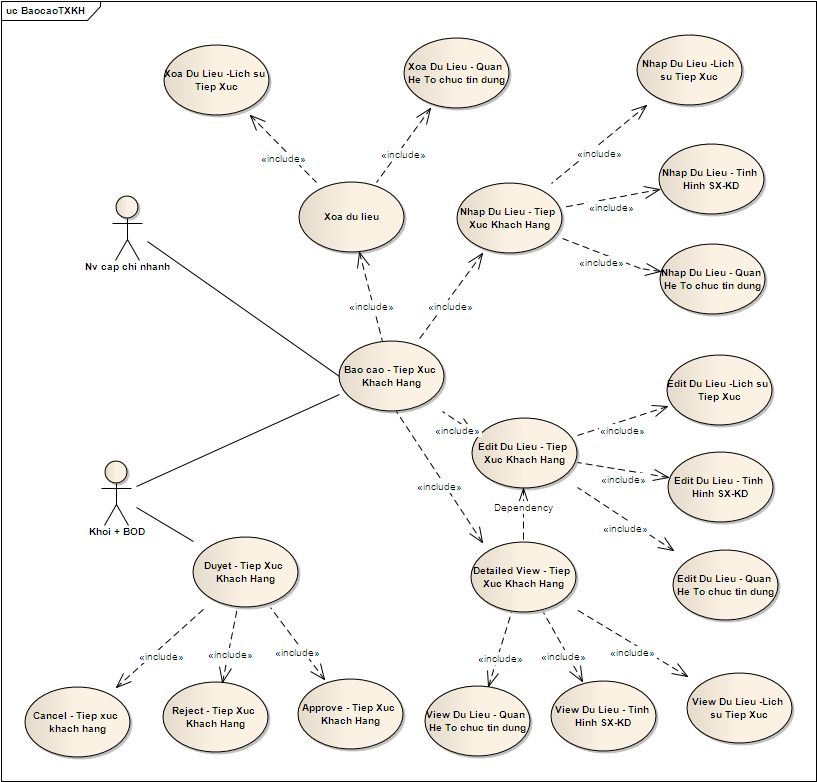 uc BaocaoTXKH
Xoa Du Lieu -Lich su
Tiep Xuc
Xoa Du Lieu - Quan
He To chuc tin dung
Nhap Du Lieu -Lich
su Tiep Xuc
«include»
«include»
«include»
Nhap Du Lieu - Tinh
Hinh SX-KD
«include»
Xoa du lieu
Nhap Du Lieu - Tiep
Xuc Khach Hang
«include»
Nhap Du Lieu - Quan
He To chuc tin dung
Nv cap chi nhanh
«include»
«include»
Bao cao - Tiep Xuc
Khach Hang
Edit Du Lieu -Lich su
Tiep Xuc
«include»
«include»
Edit Du Lieu - Tiep
Xuc Khach Hang
«include»
«include»
Edit Du Lieu - Tinh
Hinh SX-KD
Dependency
«include»
Khoi + BOD
Duyet - Tiep Xuc
Khach Hang
Detailed View - Tiep
Xuc Khach Hang
Edit Du Lieu - Quan
He To chuc tin dung
«include»
«include»
«include»
«include»
«include»
«include»
Cancel - Tiep xuc
khach hang
Reject - Tiep Xuc
Khach Hang
Approve - Tiep Xuc
Khach Hang
View Du Lieu - Quan
He To chuc tin dung
View Du Lieu - Tinh
Hinh SX-KD
View Du Lieu -Lich
su Tiep Xuc